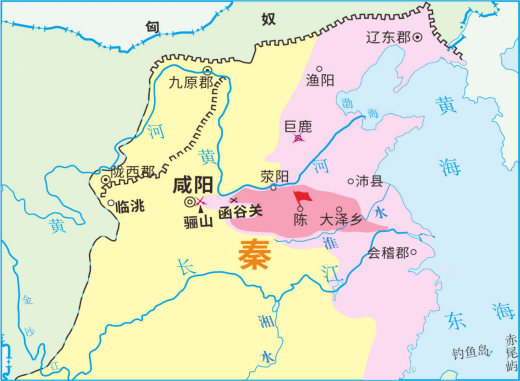 匈 奴
辽东郡
九原郡
渔阳
渤 海
黄 海
巨鹿
河
黄
河
陇西郡
荥阳
沛县
咸阳
临洮
骊山
函谷关
陈
大泽乡
淮 水
黄
秦
会稽郡
长 江
金沙江
湘水
东 海
钓鱼岛
赤尾屿